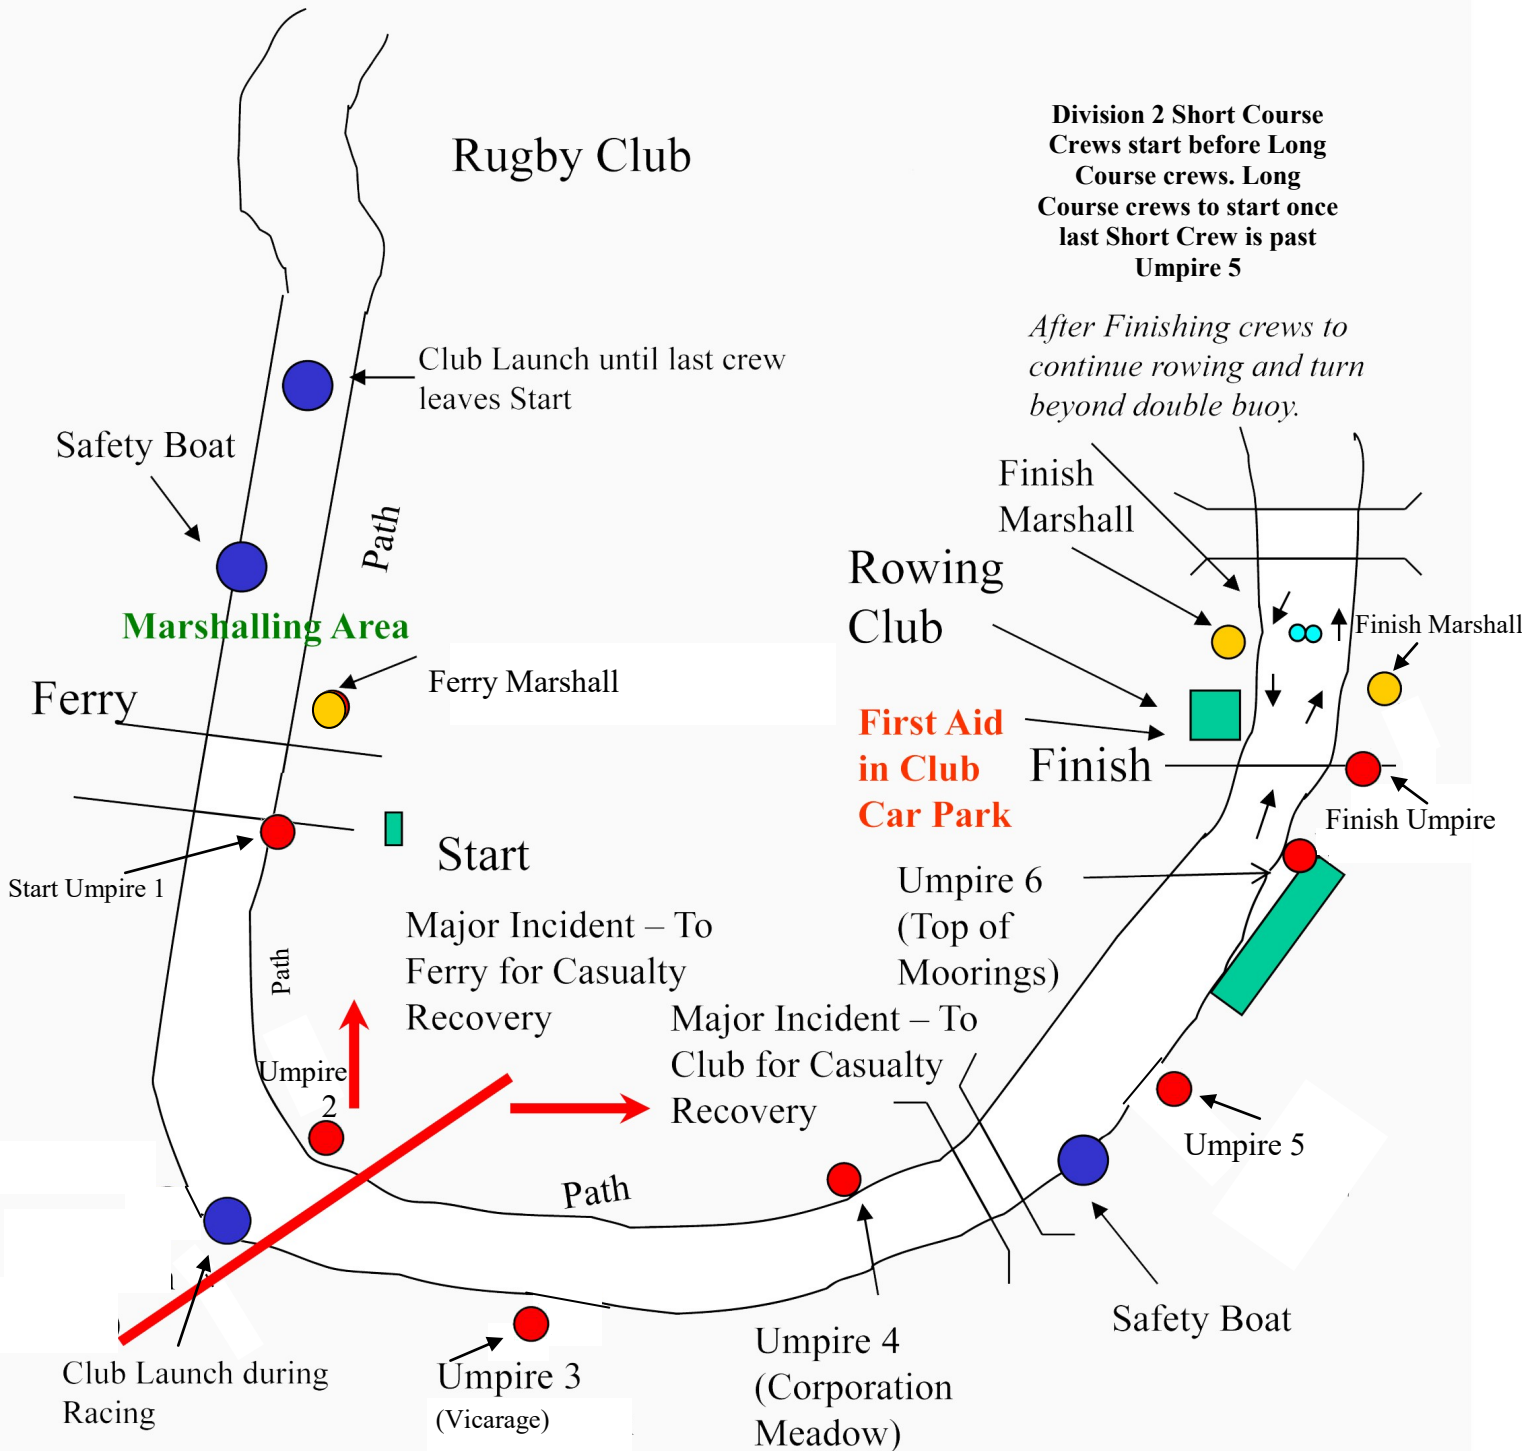 Rugby Club
Division 2 Short Course
Crews start before Long
Course crews. Long
Course crews to start once
last Short Crew is past
Umpire 5
After Finishing crews to
continue rowing and turn
beyond double buoy.
Club Launch until last crew
leaves Start
Safety Boat
Path
Marshalling Area
Ferry Marshall
Ferry
Start Umpire 1
Start
Finish
Marshall
Rowing
Club
Finish Marshall
First Aid
in Club
Car Park
Finish
Finish Umpire
Umpire 6
(Top of
Moorings)
Major Incident – To
Ferry for Casualty
Recovery
Path
Umpire
2
Major Incident – To
Club for Casualty
Recovery
Path
Umpire 5
Safety Boat
Club Launch during
Racing
Umpire 3
(Vicarage)
Umpire 4
(Corporation
Meadow)